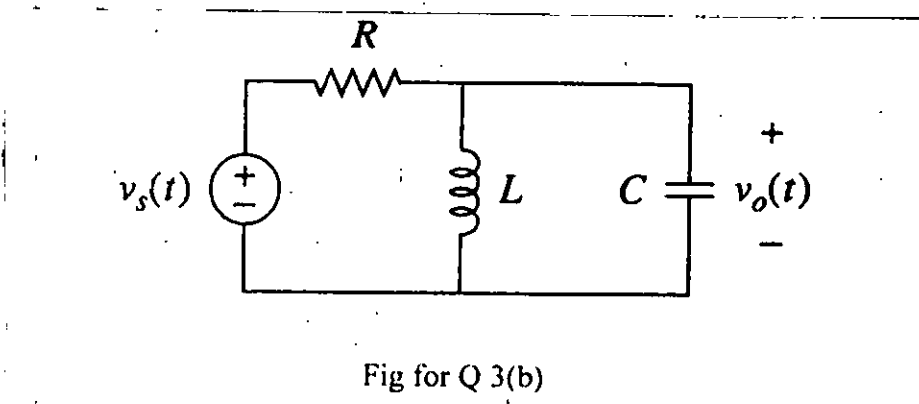 R
+
v_s(t)
+
−
L
C
v_o(t)
−
Fig for Q 3(b)